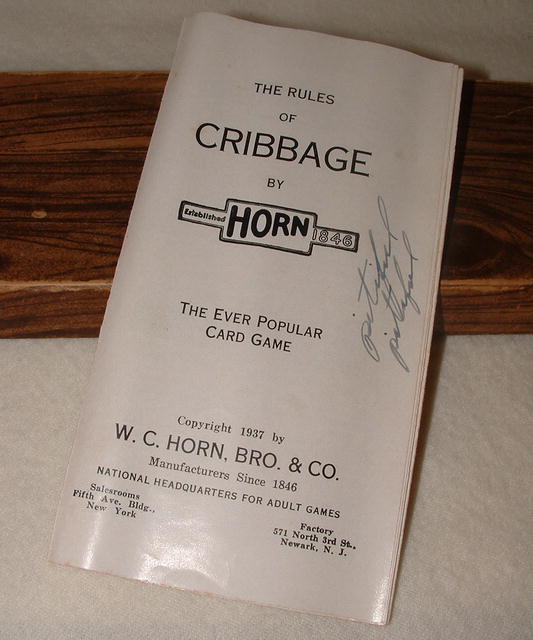 THE RULES
OF
CRIBBAGE
BY
Established HORN 1846
THE EVER POPULAR
CARD GAME
pitiful
pitiful
Copyright 1937 by
W. C. HORN, BRO. & CO.
Manufacturers Since 1846
NATIONAL HEADQUARTERS FOR ADULT GAMES
Salesrooms
Fifth Ave. Bldg.,
New York
Factory
571 North 3rd St.,
Newark, N. J.